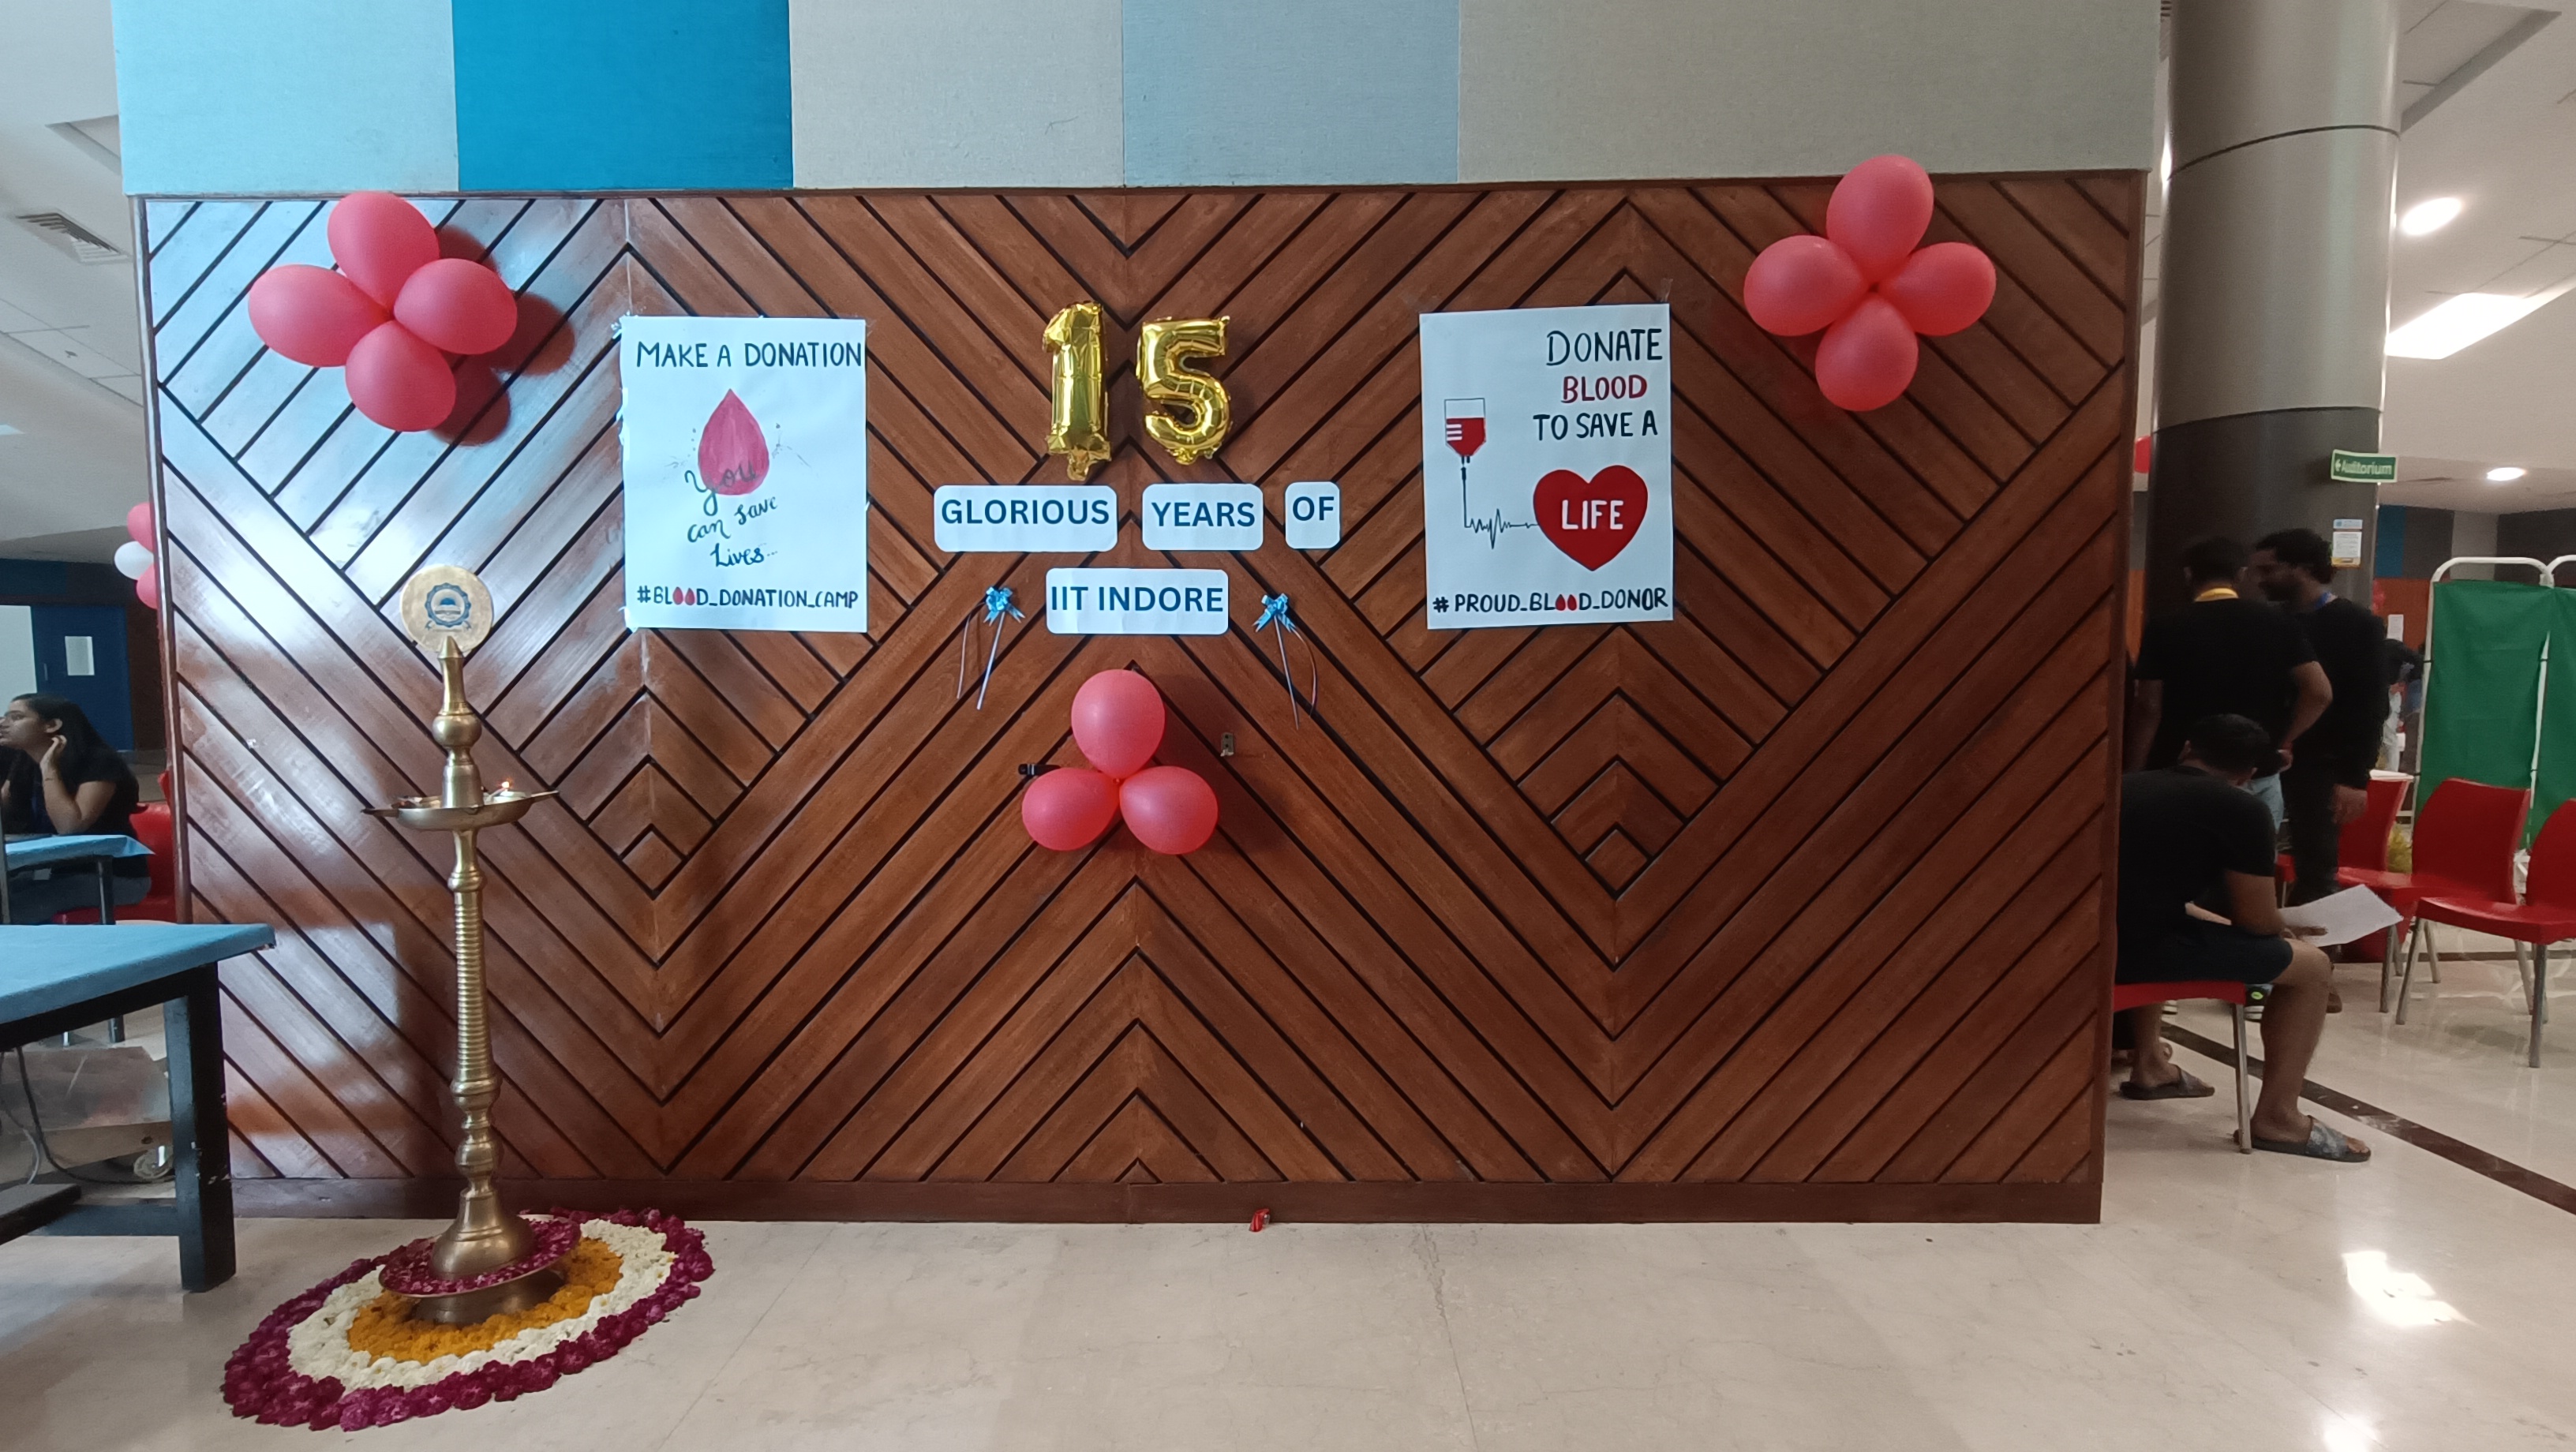 MAKE A DONATION
You
can save
Lives...
#BLOOD_DONATION_CAMP
15
GLORIOUS YEARS OF
IIT INDORE
DONATE
BLOOD
TO SAVE A
LIFE
# PROUD_BLOOD_DONOR
Auditorium